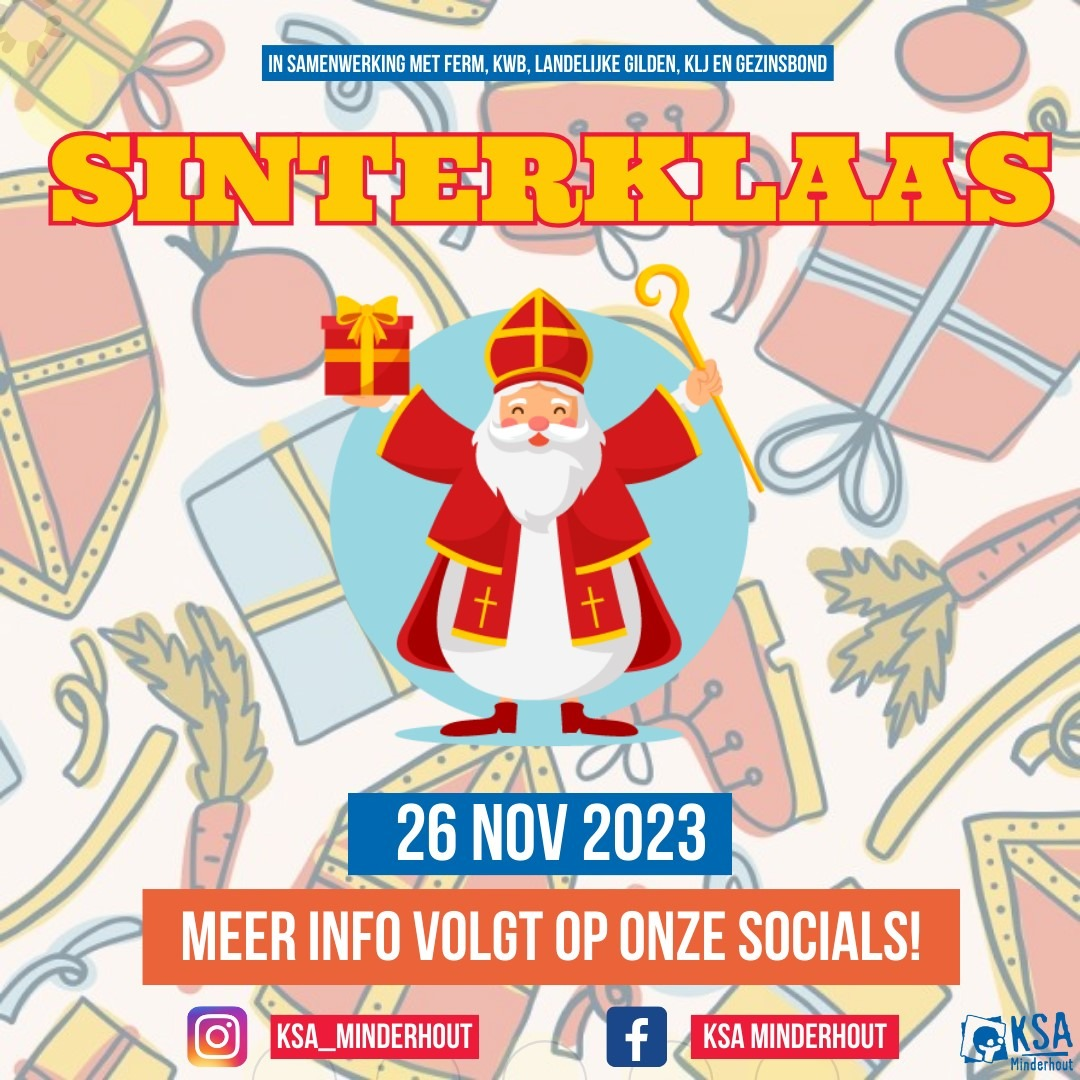 IN SAMENWERKING MET FERM, KWB, LANDELIJKE GILDEN, KLJ EN GEZINSBOND
SINTERKLAAS
26 NOV 2023
MEER INFO VOLGT OP ONZE SOCIALS!
KSA_MINDERHOUT
KSA MINDERHOUT
KSA
Minderhout